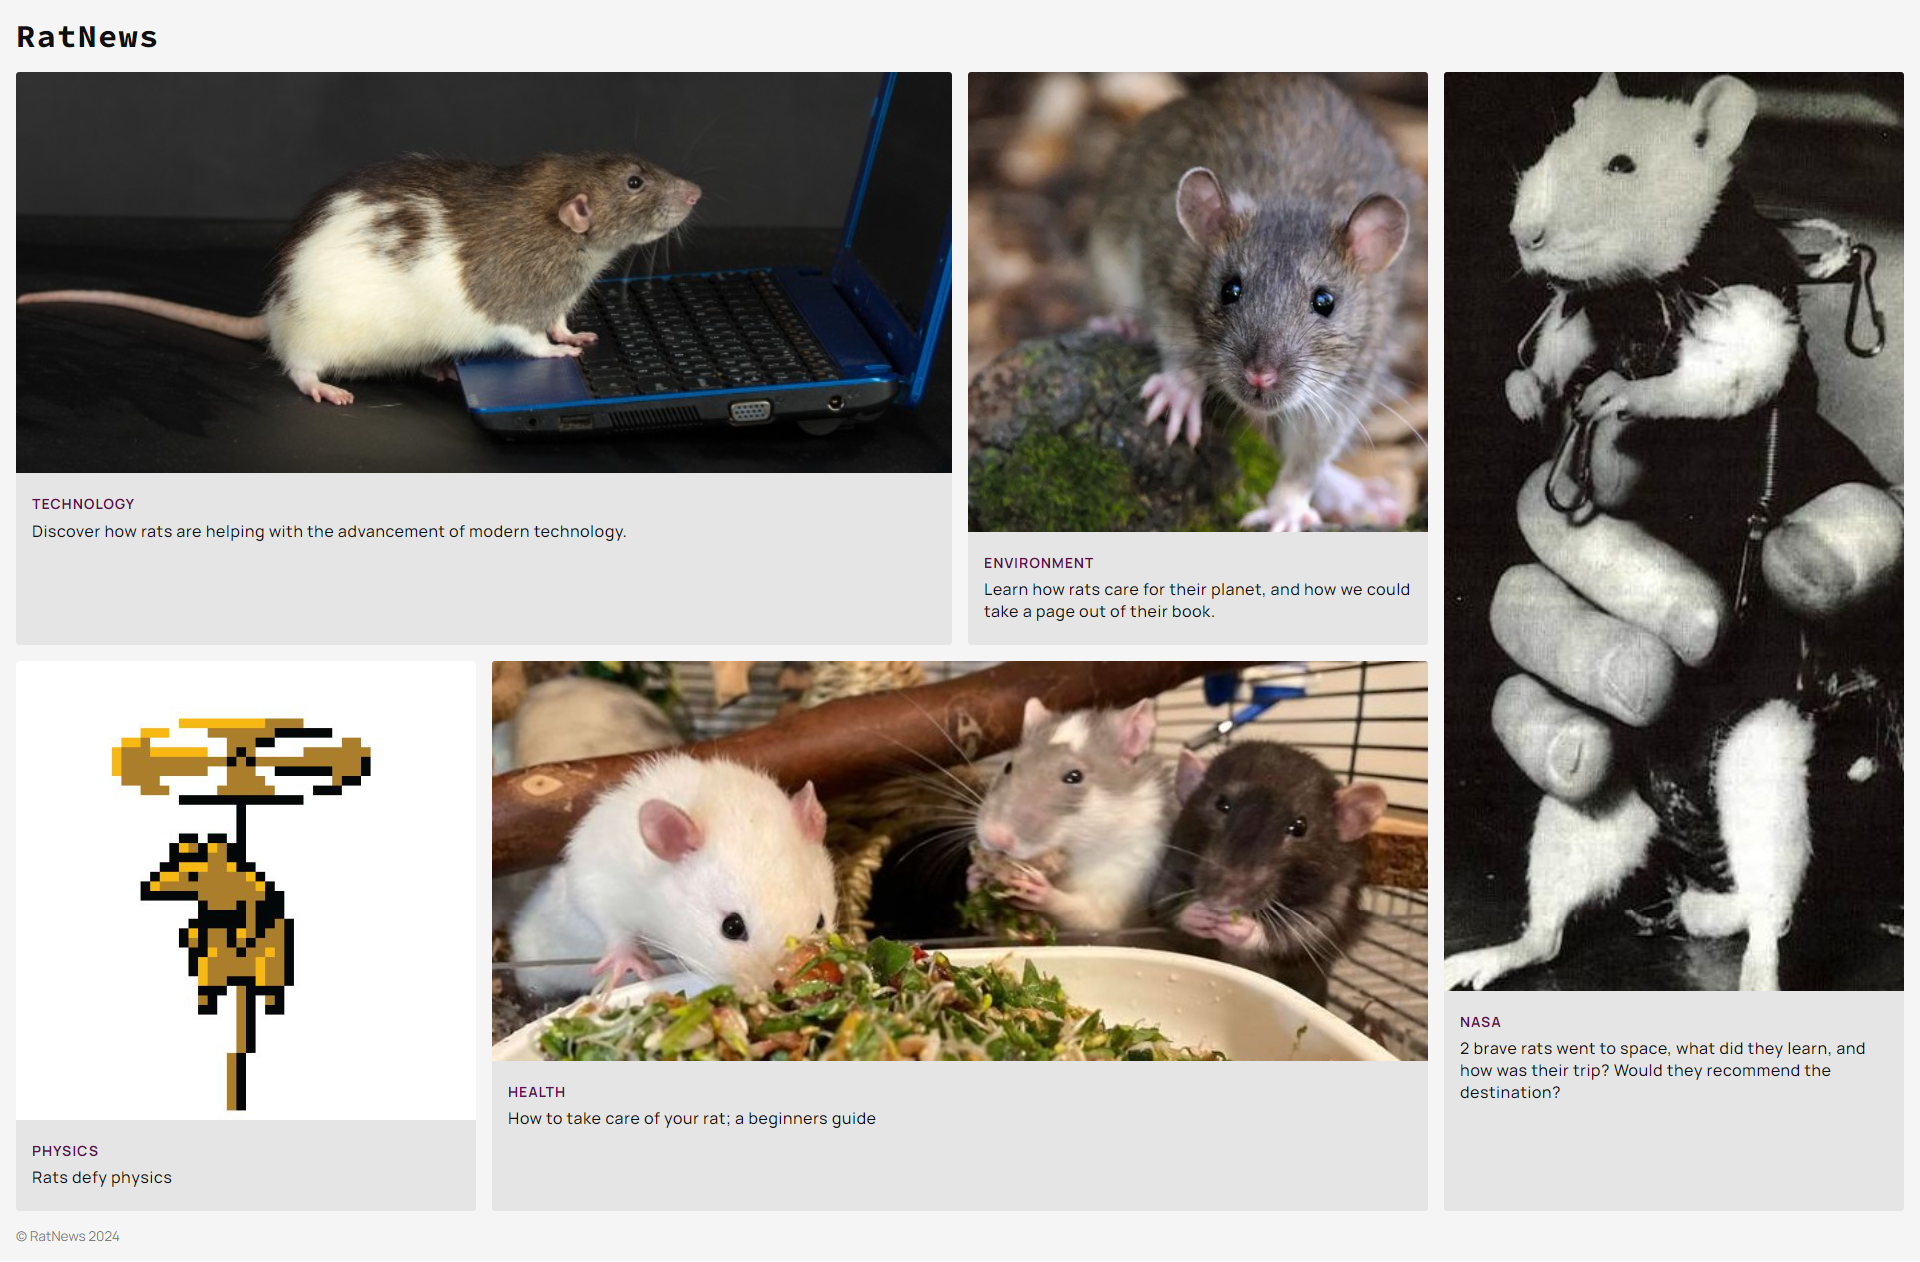 RatNews
TECHNOLOGY
Discover how rats are helping with the advancement of modern technology.
ENVIRONMENT
Learn how rats care for their planet, and how we could
take a page out of their book.
PHYSICS
Rats defy physics
HEALTH
How to take care of your rat; a beginners guide
NASA
2 brave rats went to space, what did they learn, and
how was their trip? Would they recommend the
destination?
© RatNews 2024